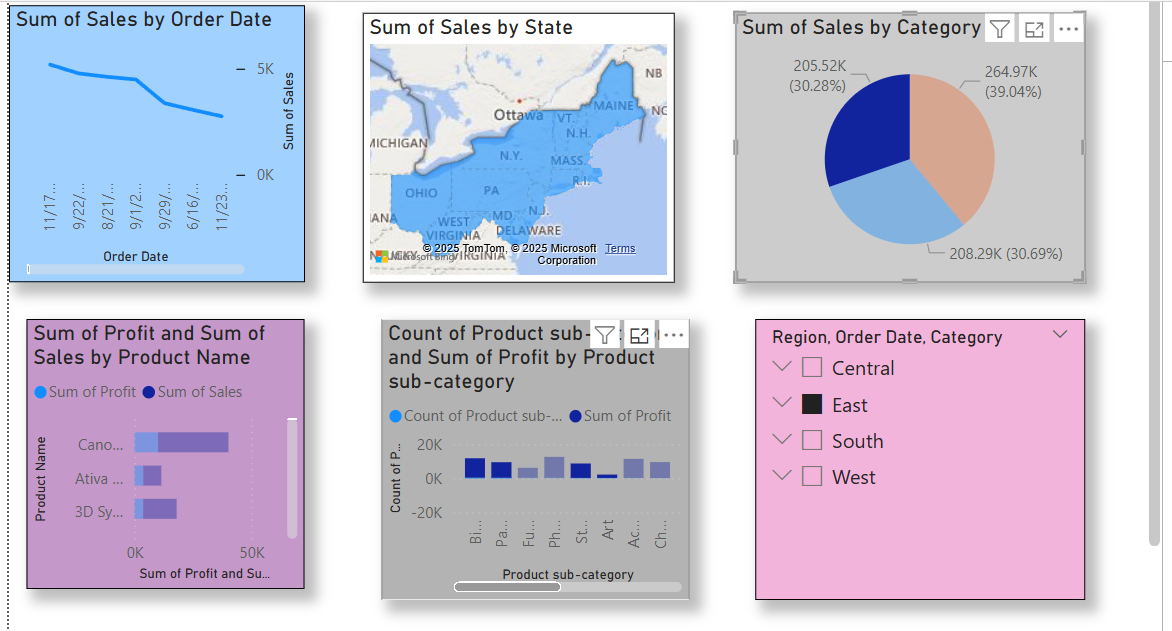 Sum of Sales by Order Date
5K
0K
Sum of Sales
11/17...
9/22/...
8/21/...
9/1/2...
9/29/...
6/16/...
11/23...
Order Date
Sum of Sales by State
NB
NC
Ottawa
MAINE
VT.
N.H.
MICHIGAN
N.Y.
MASS.
R.I.
OHIO
PA
N.J.
MD.
WEST
VIRGINIA
DELAWARE
ANA
© 2025 TomTom, © 2025 Microsoft Corporation
Terms
Microsoft Bing
VIRGINIA
Sum of Sales by Category
205.52K
(30.28%)
264.97K
(39.04%)
208.29K (30.69%)
Sum of Profit and Sum of
Sales by Product Name
Sum of Profit
Sum of Sales
Product Name
Cano...
Ativa ...
3D Sy...
0K
50K
Sum of Profit and Su...
Count of Product sub-
and Sum of Profit by Product
sub-category
Count of Product sub-...
Sum of Profit
Count of P...
20K
0K
-20K
Bi...
Pa...
Fu...
Ph...
St...
Art
Ac...
Ch...
Product sub-category
Region, Order Date, Category
Central
East
South
West